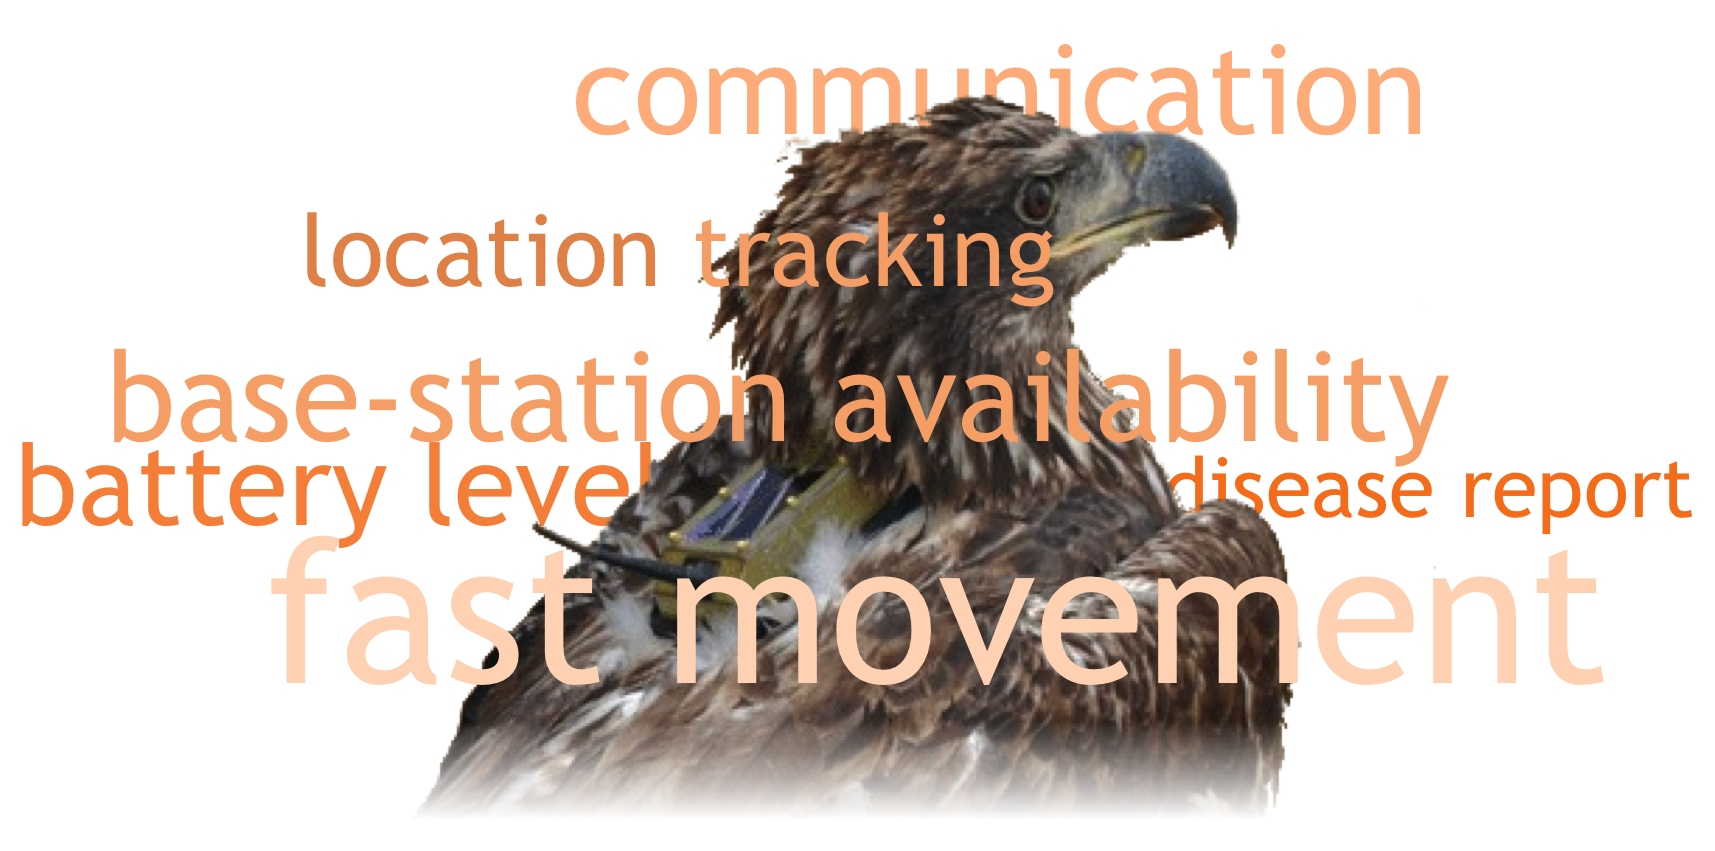 communication
location tracking
base-station availability
battery level
disease report
fast movement